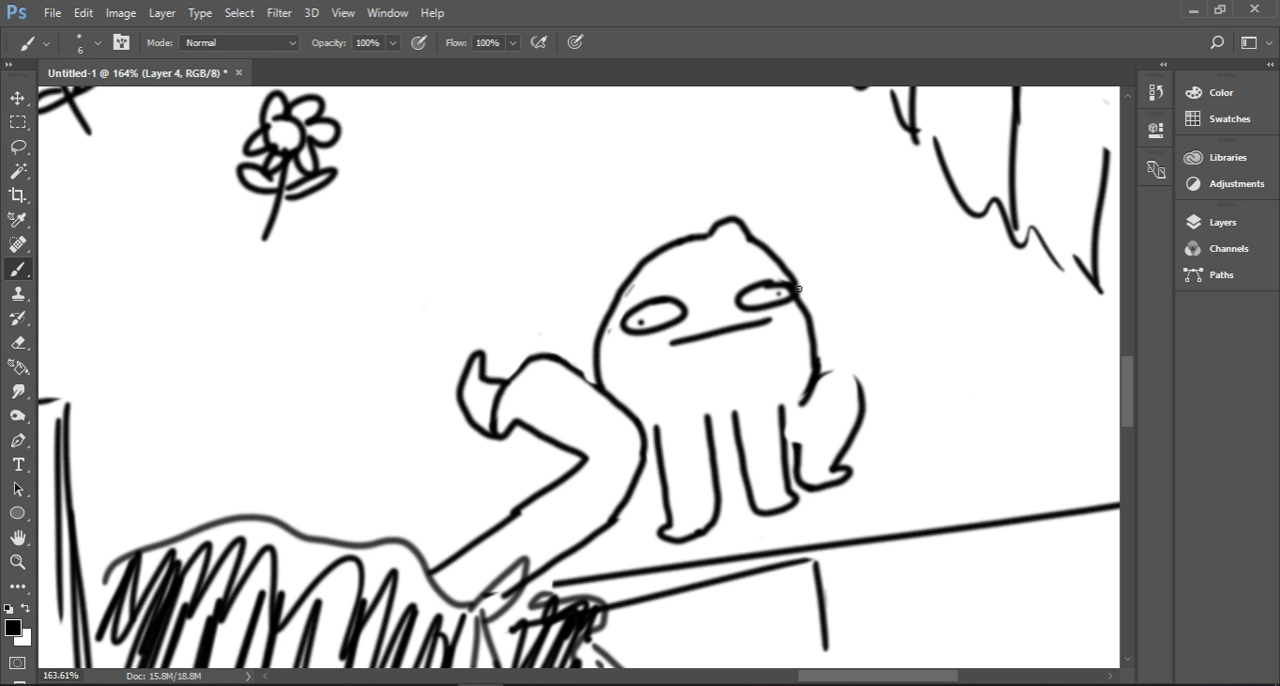 Ps File Edit Image Layer Type Select Filter 3D View Window Help
6 Mode: Normal Opacity: 100% Flow: 100%
Untitled-1 @ 164% (Layer 4, RGB/8) * ×
Color
Swatches
Libraries
Adjustments
Layers
Channels
Paths
163.61% Doc: 15.8M/18.8M